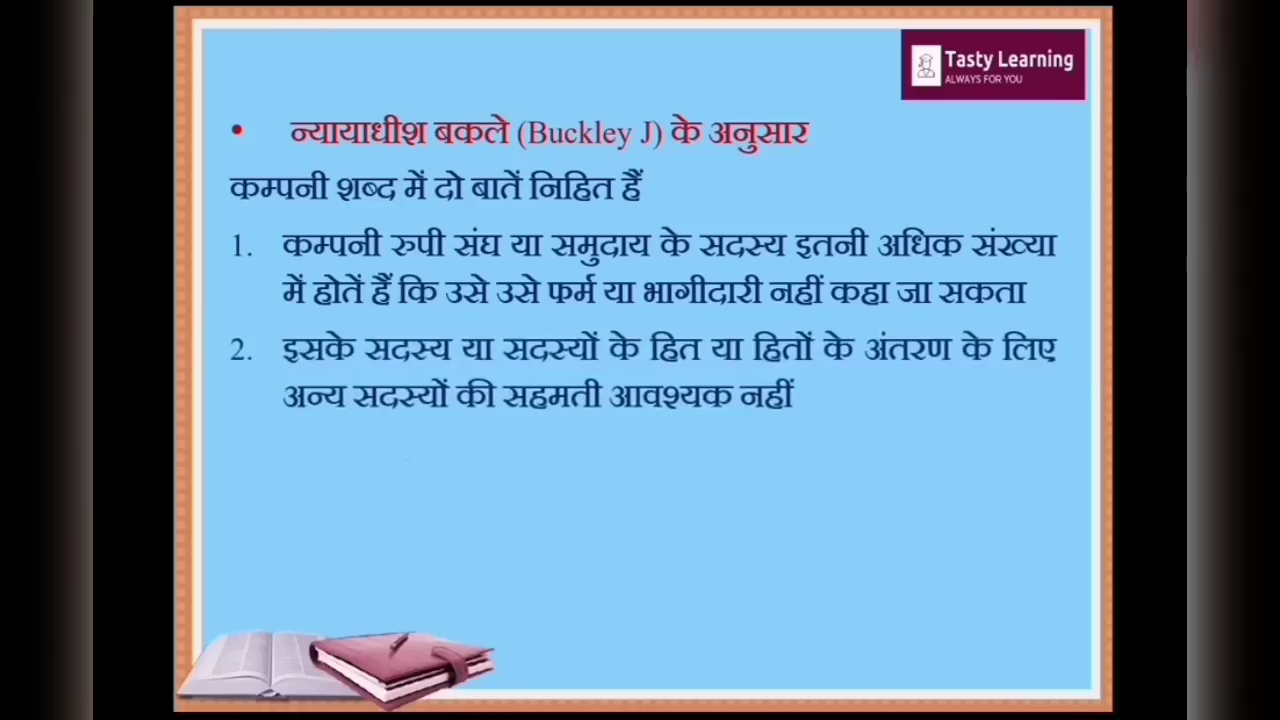 Tasty Learning
ALWAYS FOR YOU
• न्यायाधीश बकले (Buckley J) के अनुसार
कम्पनी शब्द में दो बातें निहित हैं
1. कम्पनी रुपी संघ या समुदाय के सदस्य इतनी अधिक संख्या
में होतें हैं कि उसे उसे फर्म या भागीदारी नहीं कहा जा सकता
2. इसके सदस्य या सदस्यों के हित या हितों के अंतरण के लिए
अन्य सदस्यों की सहमती आवश्यक नहीं